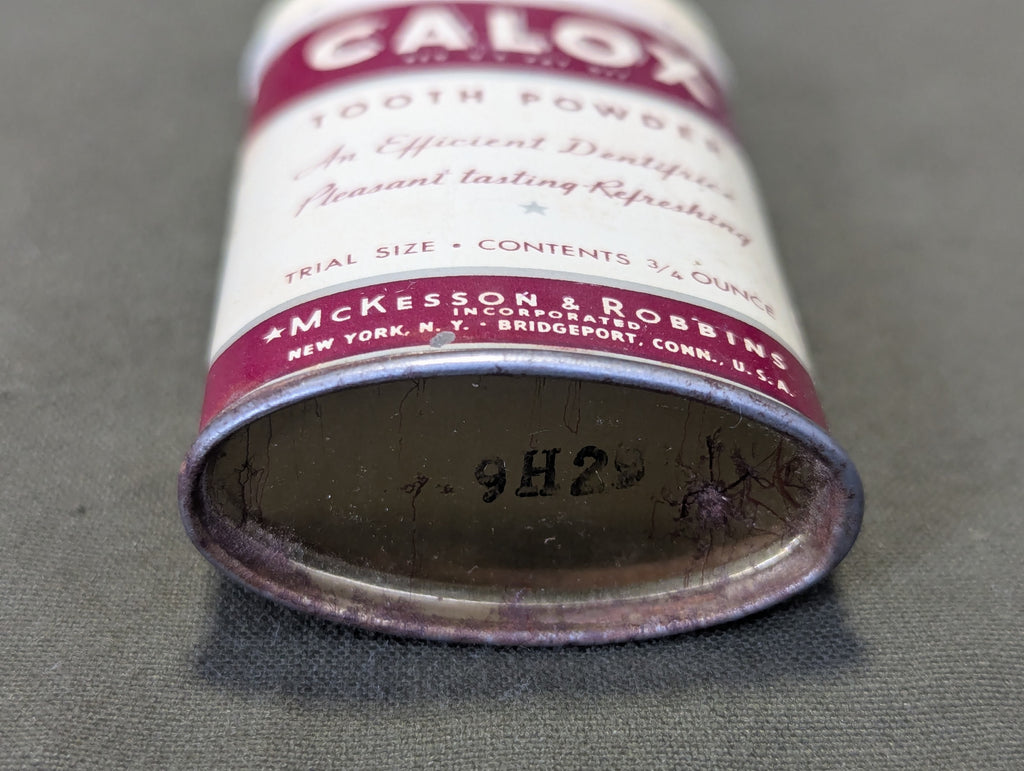 CALOX
TOOTH POWDER
An Efficient Dentifrice
Pleasant tasting-Refreshing
TRIAL SIZE • CONTENTS 3/4 OUNCE
★McKESSON & ROBBINS
INCORPORATED
NEW YORK, N. Y. • BRIDGEPORT, CONN., U.S.A.
9H29